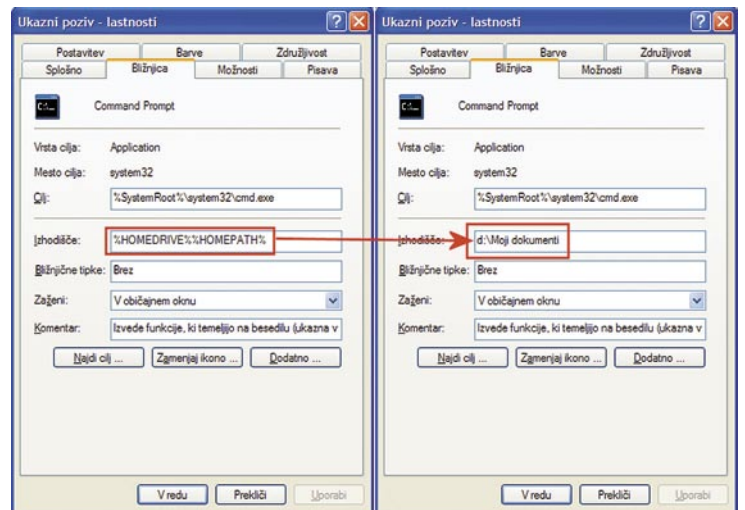 Ukazni poziv - lastnosti
Postavitev Barve Združljivost
Splošno Bližnjica Možnosti Pisava
Command Prompt
Vrsta cilja: Application
Mesto cilja: system32
Cilj: %SystemRoot%\system32\cmd.exe
Izhodišče: %HOMEDRIVE%%HOMEPATH%
Bližnjične tipke: Brez
Zaženi: V običajnem oknu
Komentar: Izvede funkcije, ki temeljijo na besedilu (ukazna v
Najdi cilj ... Zamenjaj ikono ... Dodatno ...
V redu Prekliči Uporabi
Ukazni poziv - lastnosti
Postavitev Barve Združljivost
Splošno Bližnjica Možnosti Pisava
Command Prompt
Vrsta cilja: Application
Mesto cilja: system32
Cilj: %SystemRoot%\system32\cmd.exe
Izhodišče: d:\Moji dokumenti
Bližnjične tipke: Brez
Zaženi: V običajnem oknu
Komentar: Izvede funkcije, ki temeljijo na besedilu (ukazna v
Najdi cilj ... Zamenjaj ikono ... Dodatno ...
V redu Prekliči Uporabi